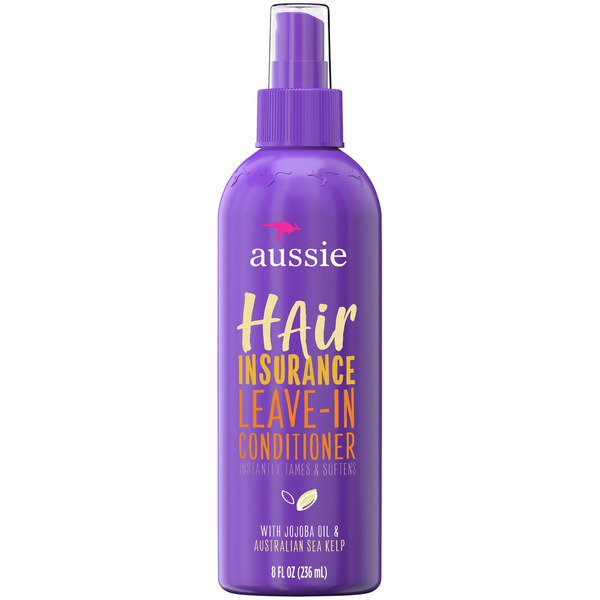 aussie
HAir
INSURANCE
LEAVE-IN
CONDITIONER
INSTANTLY TAMES & SOFTENS
WITH JOJOBA OIL &
AUSTRALIAN SEA KELP
8 FL OZ (236 mL)